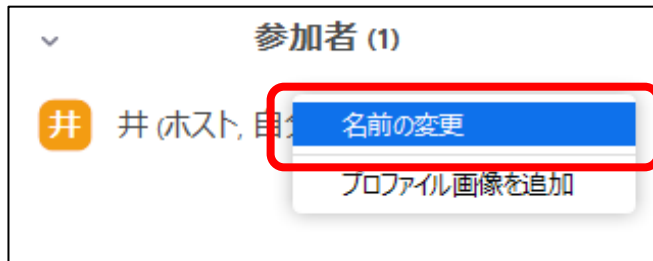 参加者 (1)
井 井 (ホスト, 自
名前の変更
プロファイル画像を追加